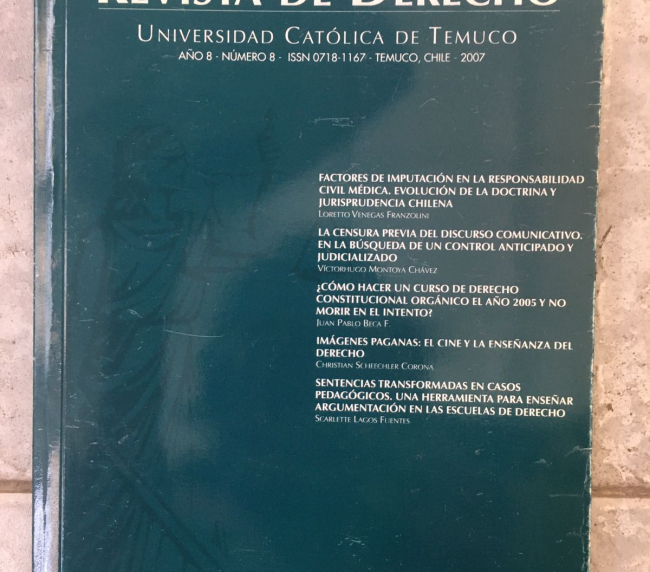 REVISTA DE DERECHO
UNIVERSIDAD CATÓLICA DE TEMUCO
AÑO 8 - NÚMERO 8 - ISSN 0718-1167 - TEMUCO, CHILE - 2007
FACTORES DE IMPUTACIÓN EN LA RESPONSABILIDAD
CIVIL MÉDICA. EVOLUCIÓN DE LA DOCTRINA Y
JURISPRUDENCIA CHILENA
LORETTO VENEGAS FRANZOLINI
LA CENSURA PREVIA DEL DISCURSO COMUNICATIVO.
EN LA BÚSQUEDA DE UN CONTROL ANTICIPADO Y
JUDICIALIZADO
VÍCTORHUGO MONTOYA CHÁVEZ
¿CÓMO HACER UN CURSO DE DERECHO
CONSTITUCIONAL ORGÁNICO EL AÑO 2005 Y NO
MORIR EN EL INTENTO?
JUAN PABLO BECA F.
IMÁGENES PAGANAS: EL CINE Y LA ENSEÑANZA DEL
DERECHO
CHRISTIAN SCHEECHLER CORONA
SENTENCIAS TRANSFORMADAS EN CASOS
PEDAGÓGICOS. UNA HERRAMIENTA PARA ENSEÑAR
ARGUMENTACIÓN EN LAS ESCUELAS DE DERECHO
SCARLETTE LAGOS FUENTES